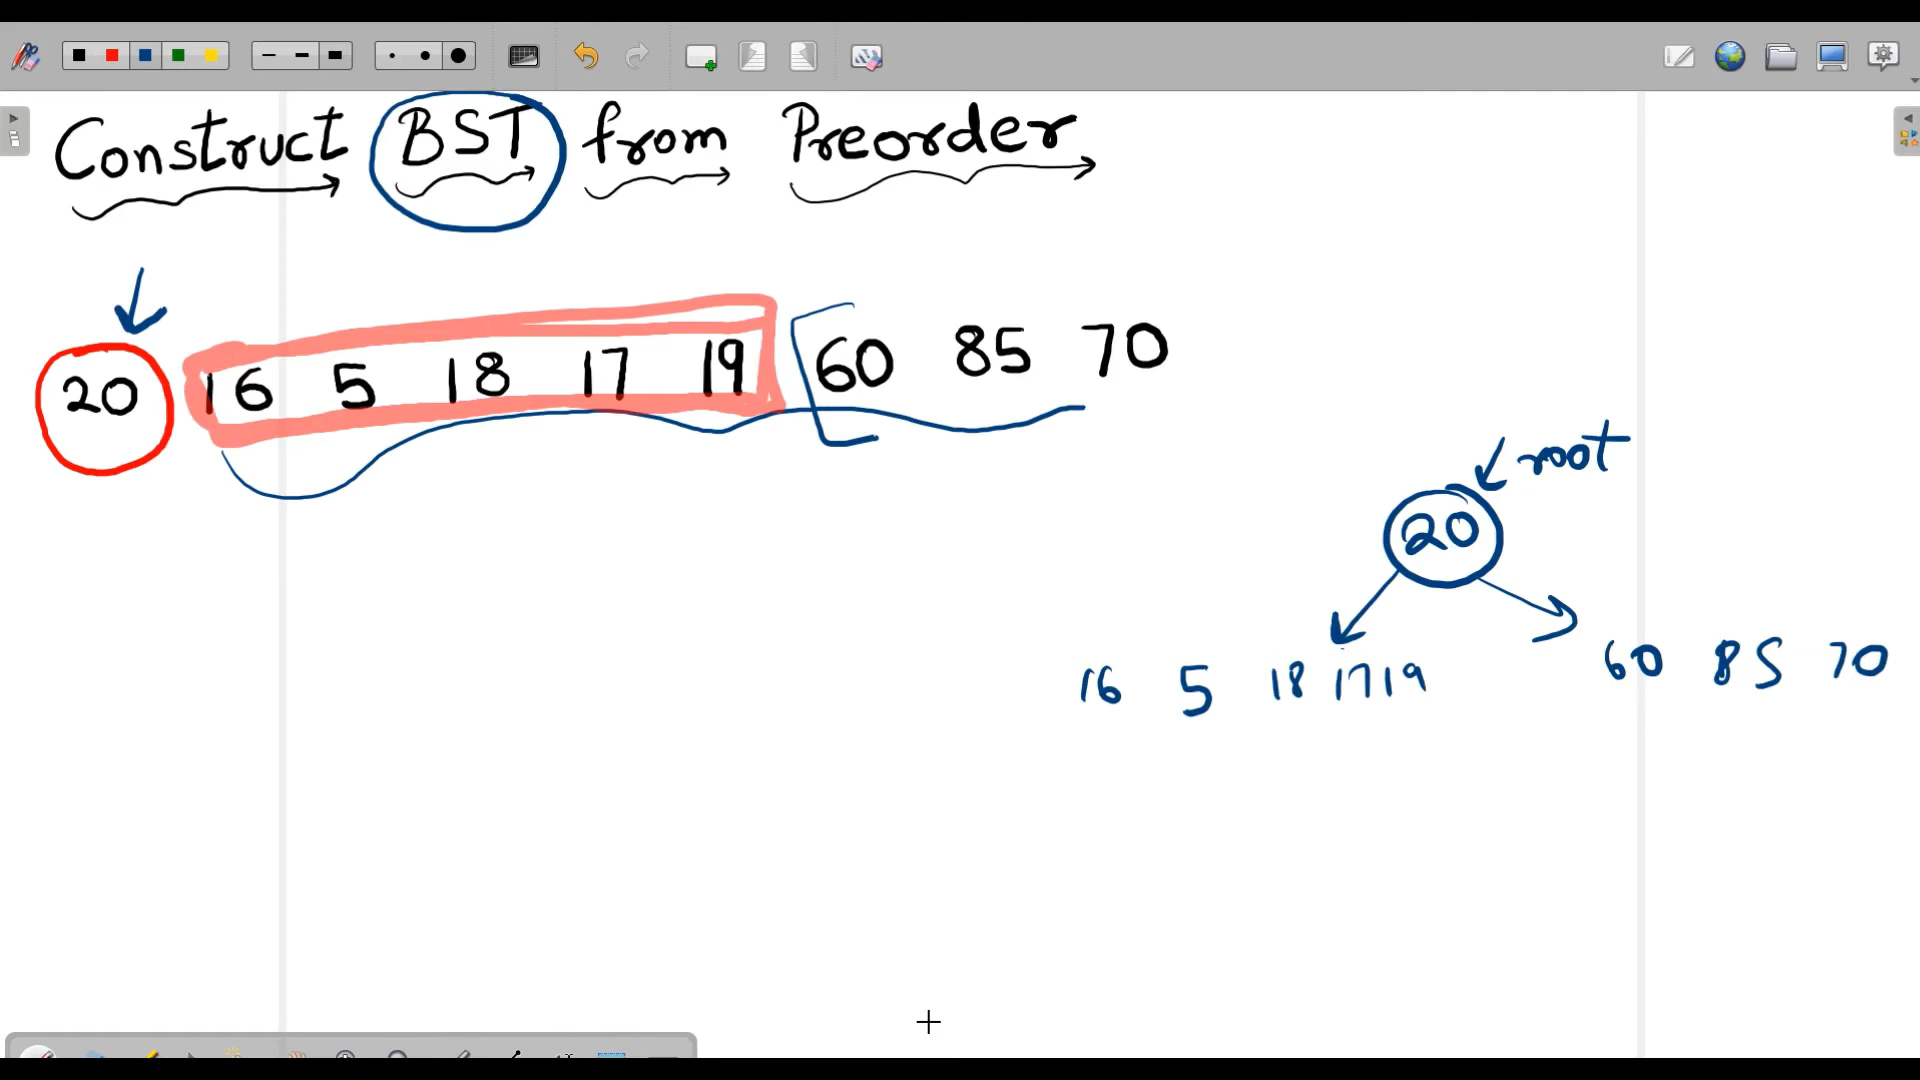 Construct BST from Preorder
20 16 5 18 17 19 60 85 70
root
20
16 5 18 17 19
60 85 70